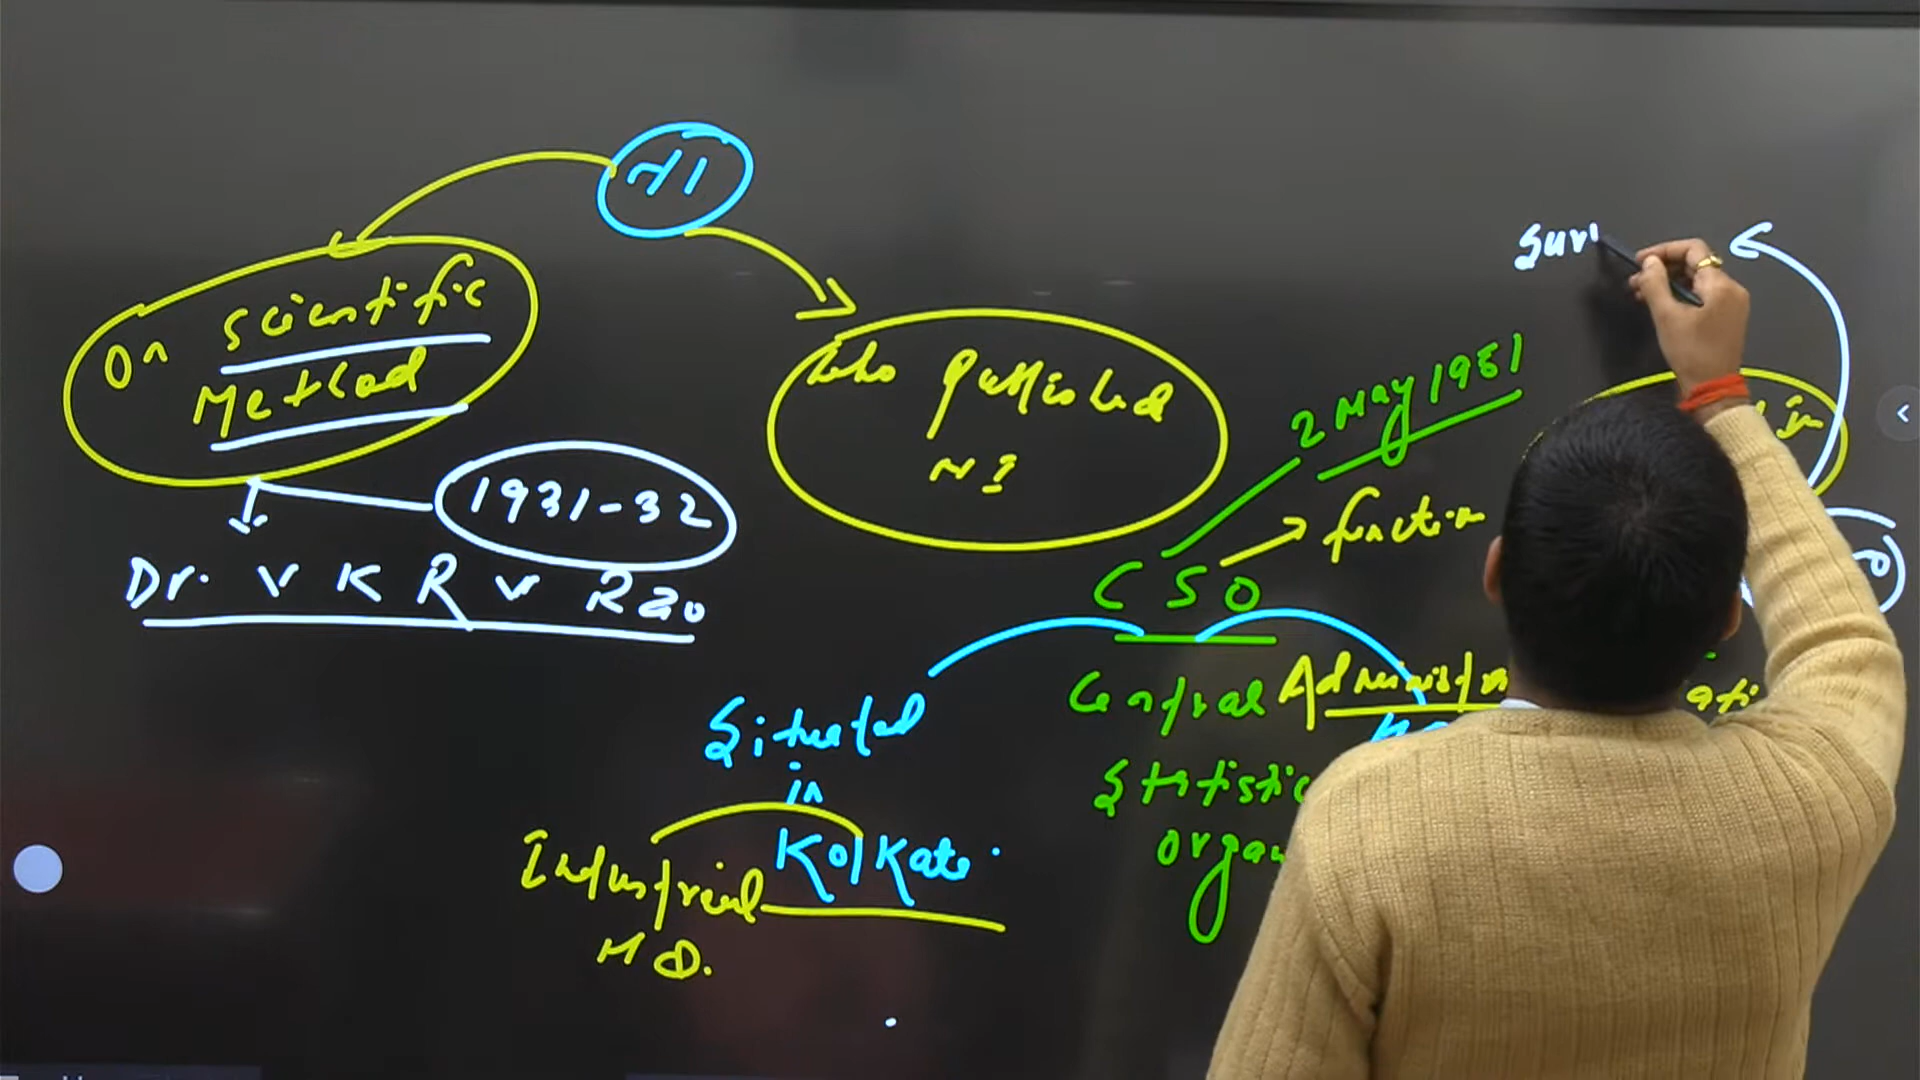 NI
On scientific
Method
1931-32
Dr. V K R V Rao
who published
NI
2 May 1951
function
CSO
Central
Statistic
organ
Administr
Situated
in
Kolkata
Industrial
HQ.
Surv